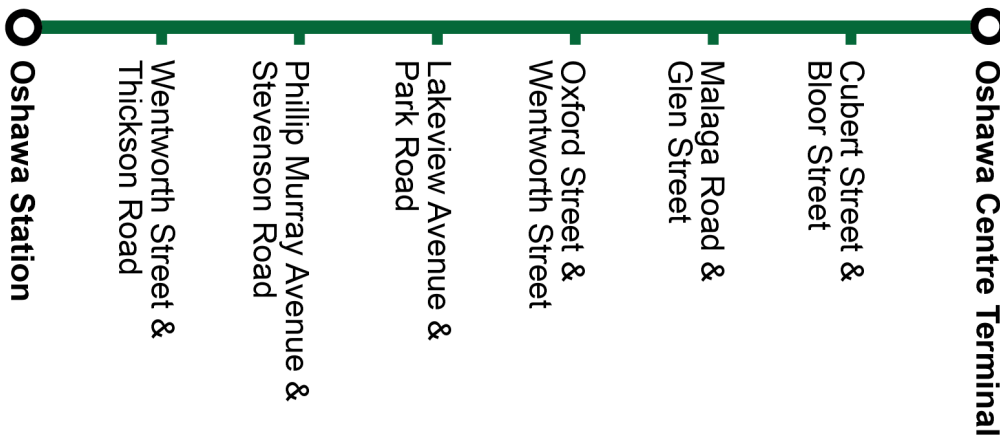 Oshawa Station
Wentworth Street &
Thickson Road
Phillip Murray Avenue &
Stevenson Road
Lakeview Avenue &
Park Road
Oxford Street &
Wentworth Street
Malaga Road &
Glen Street
Cubert Street &
Bloor Street
Oshawa Centre Terminal